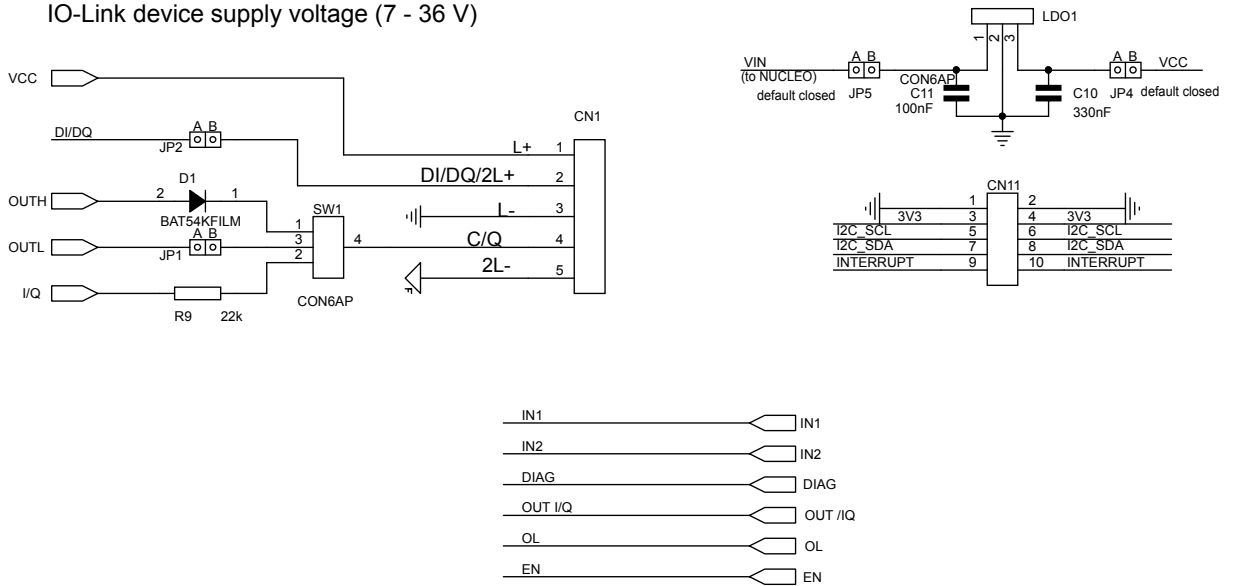 IO-Link device supply voltage (7 - 36 V)
VCC
DI/DQ
A B
JP2
D1
2 1
OUTH
BAT54KFILM
A B
OUTL
JP1
I/Q
R9 22k
SW1
1
3
2
4
CON6AP
CN1
L+ 1
DI/DQ/2L+ 2
L- 3
C/Q 4
2L- 5
LDO1
1 2 3
VIN
(to NUCLEO)
default closed
A B
JP5
CON6AP
C11
100nF
C10
330nF
A B
JP4
VCC
default closed
CN11
1 2
3V3 3 4 3V3
I2C_SCL 5 6 I2C_SCL
I2C_SDA 7 8 I2C_SDA
INTERRUPT 9 10 INTERRUPT
IN1 IN1
IN2 IN2
DIAG DIAG
OUT I/Q OUT /IQ
OL OL
EN EN